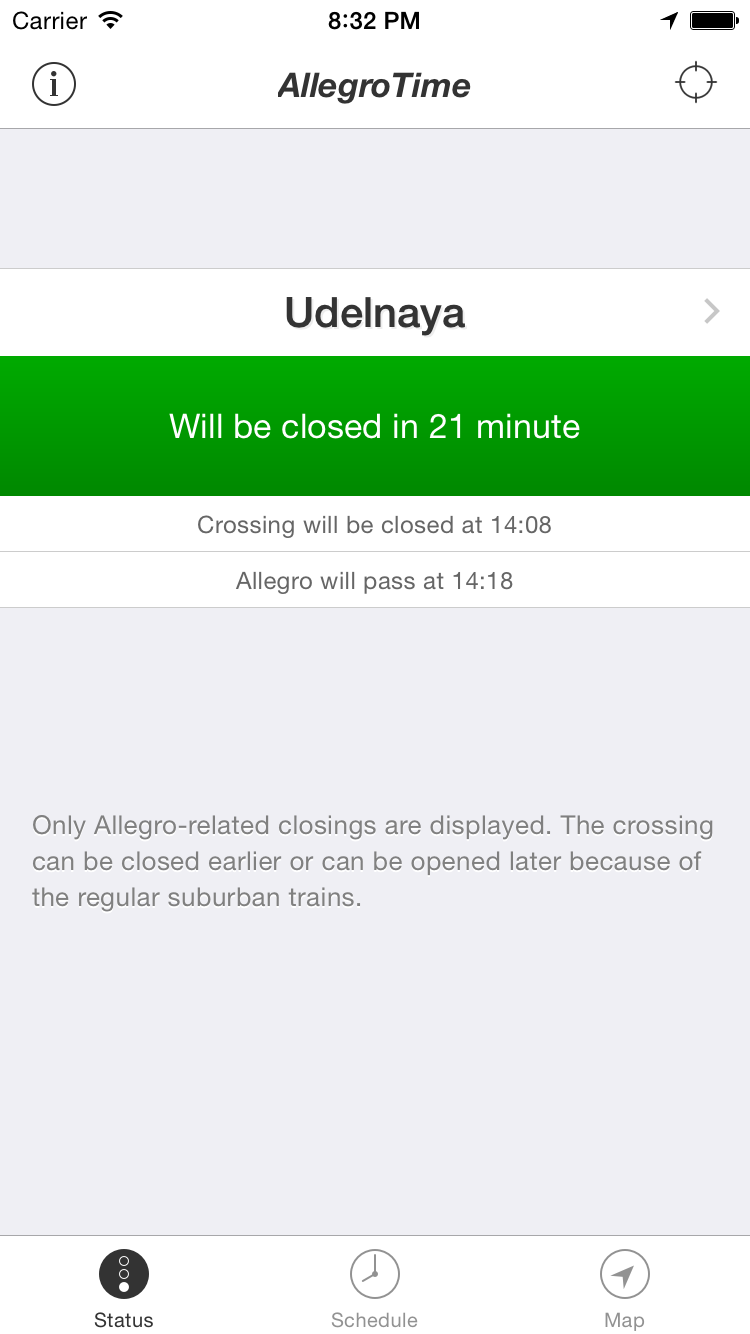 Carrier 8:32 PM
i AllegroTime
Udelnaya
Will be closed in 21 minute
Crossing will be closed at 14:08
Allegro will pass at 14:18
Only Allegro-related closings are displayed. The crossing
can be closed earlier or can be opened later because of
the regular suburban trains.
Status Schedule Map